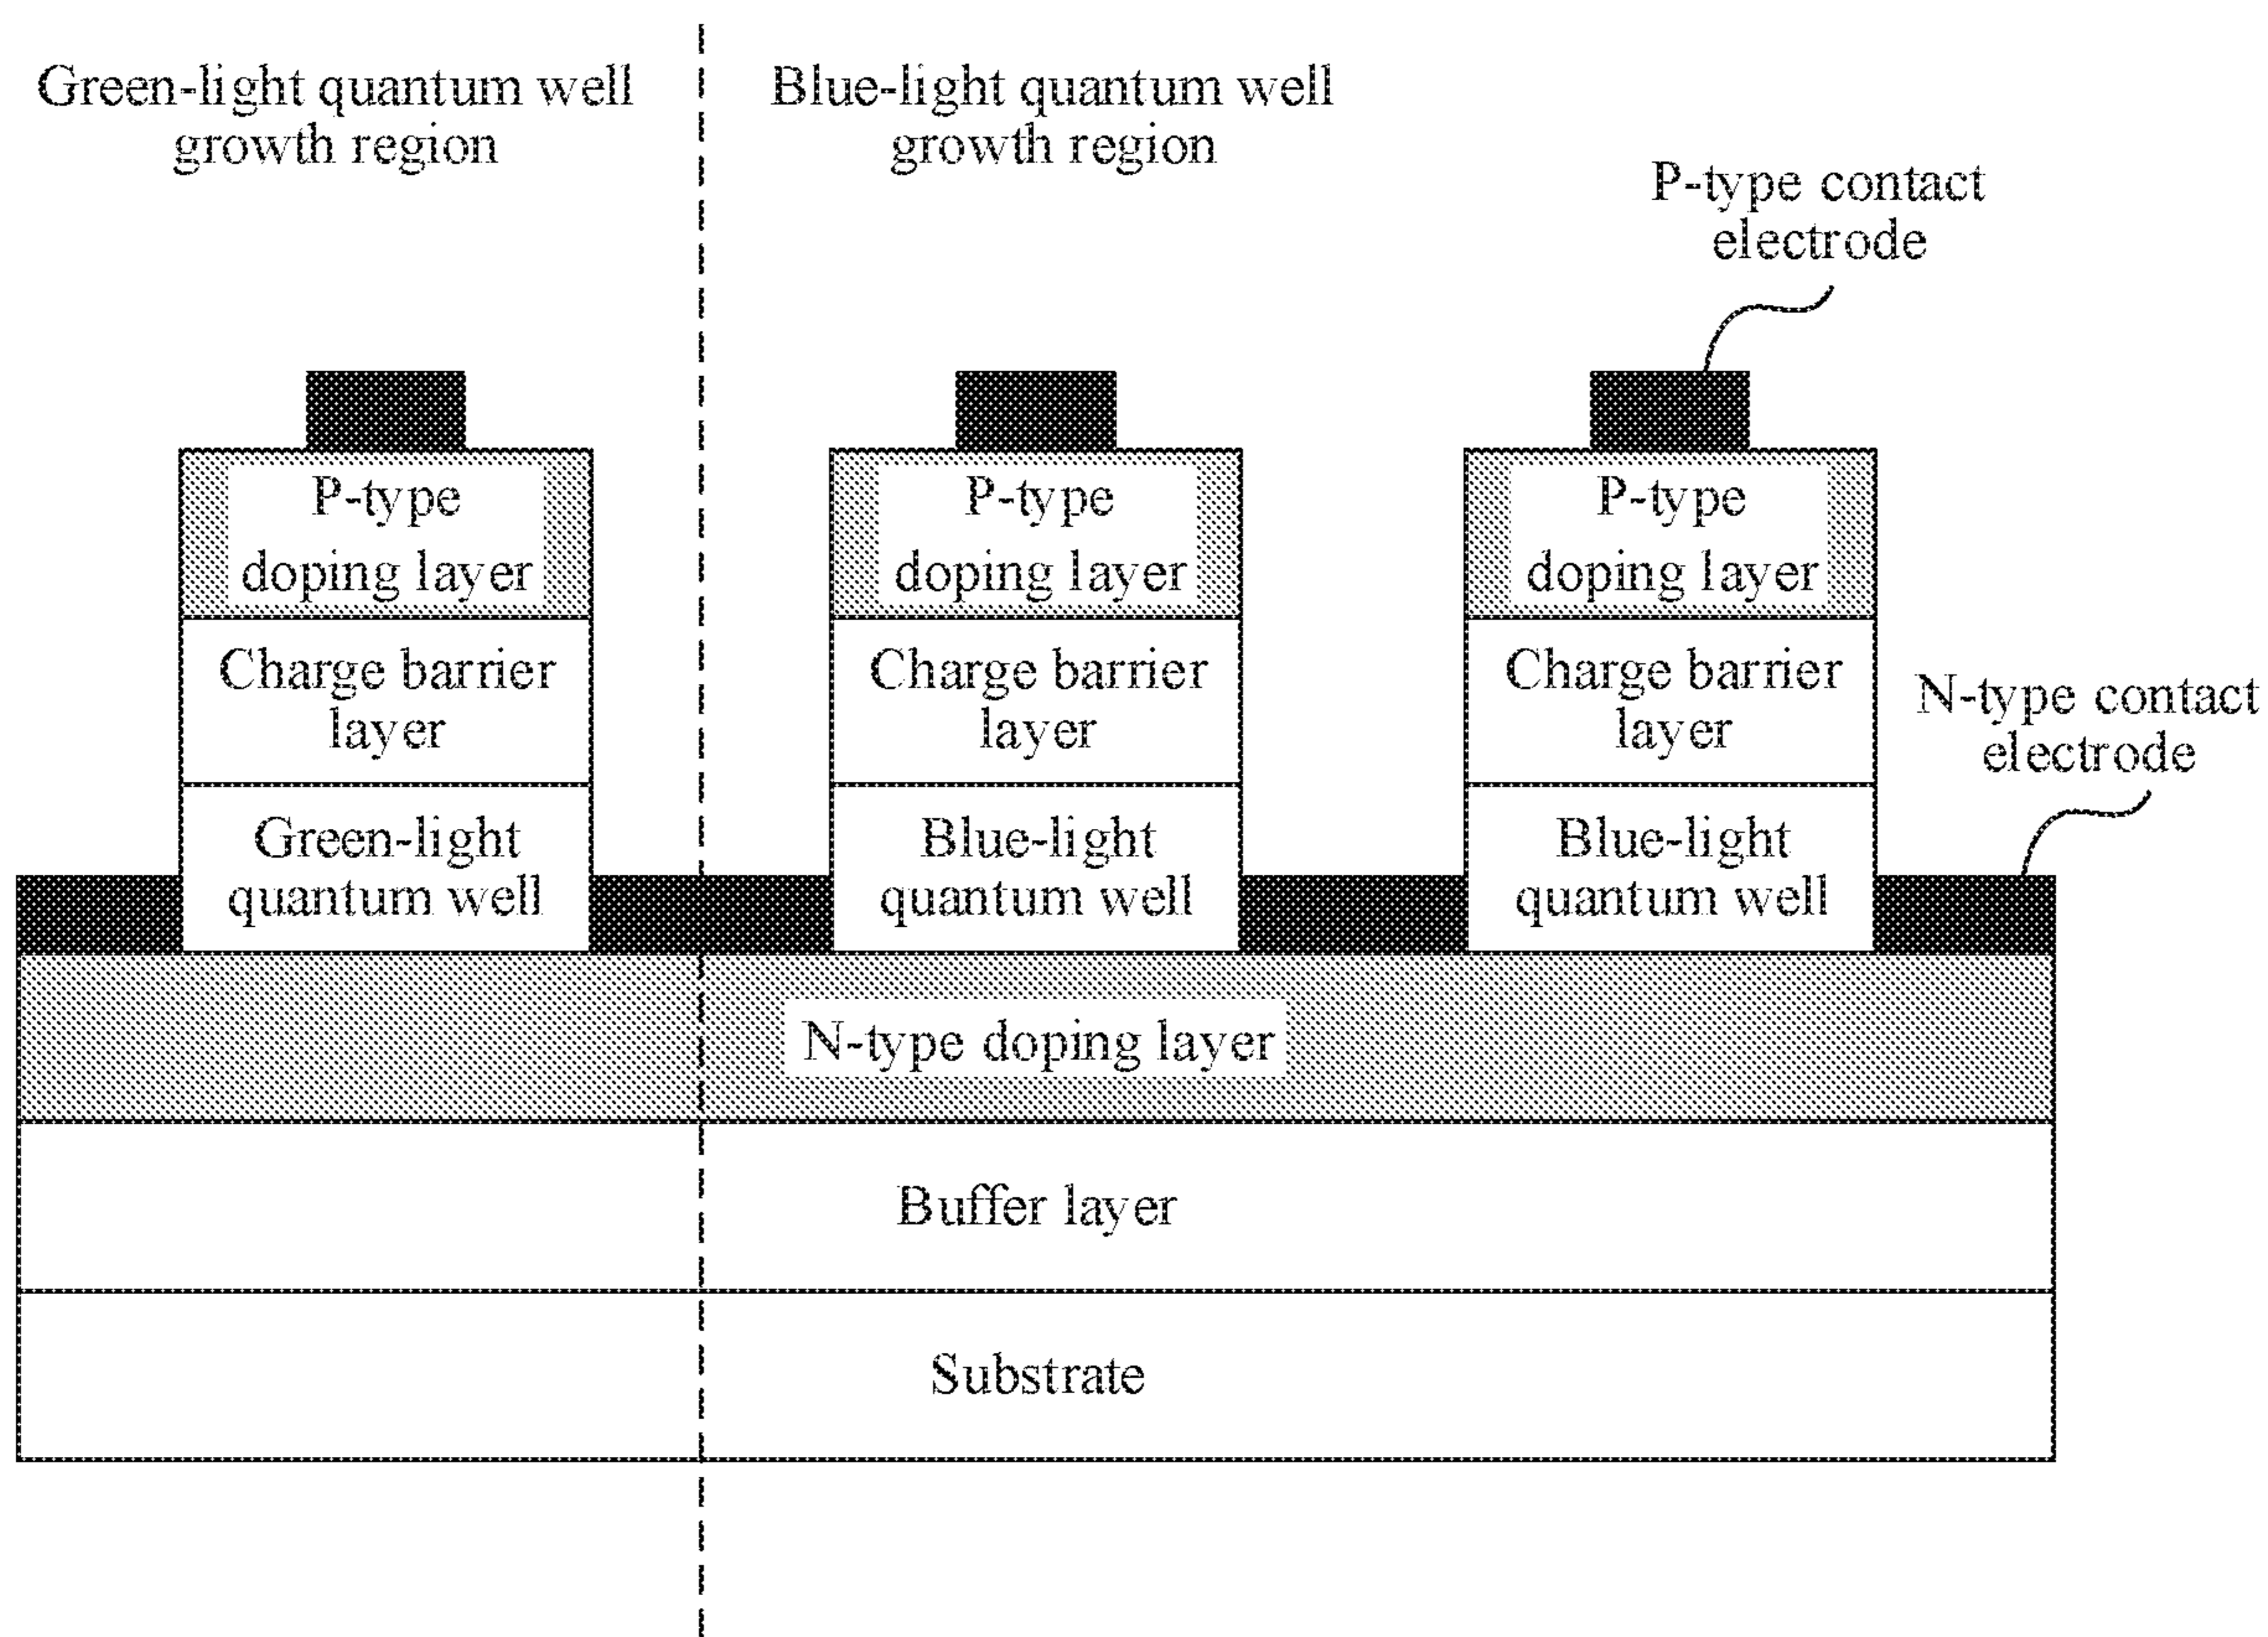 Green-light quantum well
growth region
Blue-light quantum well
growth region
P-type contact
electrode
P-type
doping layer
P-type
doping layer
P-type
doping layer
Charge barrier
layer
Charge barrier
layer
Charge barrier
layer
N-type contact
electrode
Green-light
quantum well
Blue-light
quantum well
Blue-light
quantum well
N-type doping layer
Buffer layer
Substrate